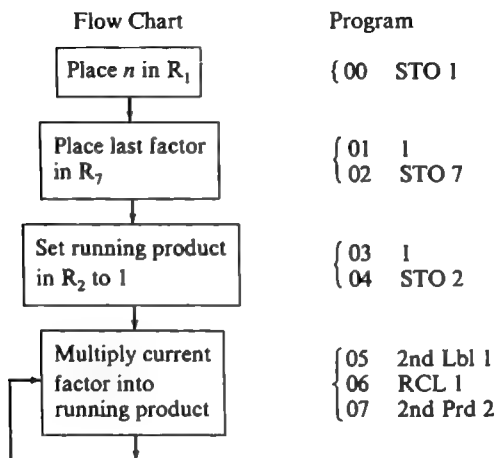 Flow Chart Program
Place n in R1 {00 STO 1
Place last factor
in R7
{01 1
02 STO 7
Set running product
in R2 to 1
{03 1
04 STO 2
Multiply current
factor into
running product
{05 2nd Lbl 1
06 RCL 1
07 2nd Prd 2